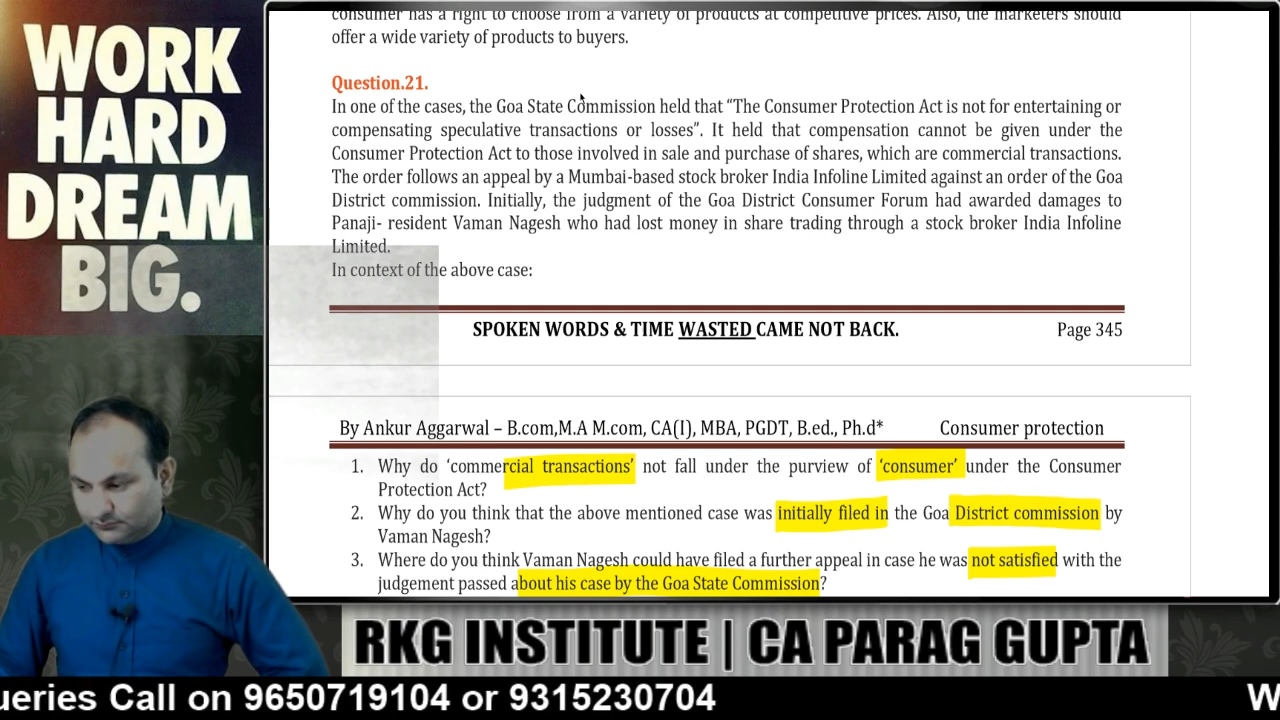 WORK
HARD
DREAM
BIG.
consumer has a right to choose from a variety of products at competitive prices. Also, the marketers should
offer a wide variety of products to buyers.
Question.21.
In one of the cases, the Goa State Commission held that “The Consumer Protection Act is not for entertaining or
compensating speculative transactions or losses”. It held that compensation cannot be given under the
Consumer Protection Act to those involved in sale and purchase of shares, which are commercial transactions.
The order follows an appeal by a Mumbai-based stock broker India Infoline Limited against an order of the Goa
District commission. Initially, the judgment of the Goa District Consumer Forum had awarded damages to
Panaji- resident Vaman Nagesh who had lost money in share trading through a stock broker India Infoline
Limited.
In context of the above case:
SPOKEN WORDS & TIME WASTED CAME NOT BACK. Page 345
By Ankur Aggarwal – B.com,M.A M.com, CA(I), MBA, PGDT, B.ed., Ph.d* Consumer protection
1. Why do ‘commercial transactions’ not fall under the purview of ‘consumer’ under the Consumer
Protection Act?
2. Why do you think that the above mentioned case was initially filed in the Goa District commission by
Vaman Nagesh?
3. Where do you think Vaman Nagesh could have filed a further appeal in case he was not satisfied with the
judgement passed about his case by the Goa State Commission?
RKG INSTITUTE | CA PARAG GUPTA
ueries Call on 9650719104 or 9315230704 W